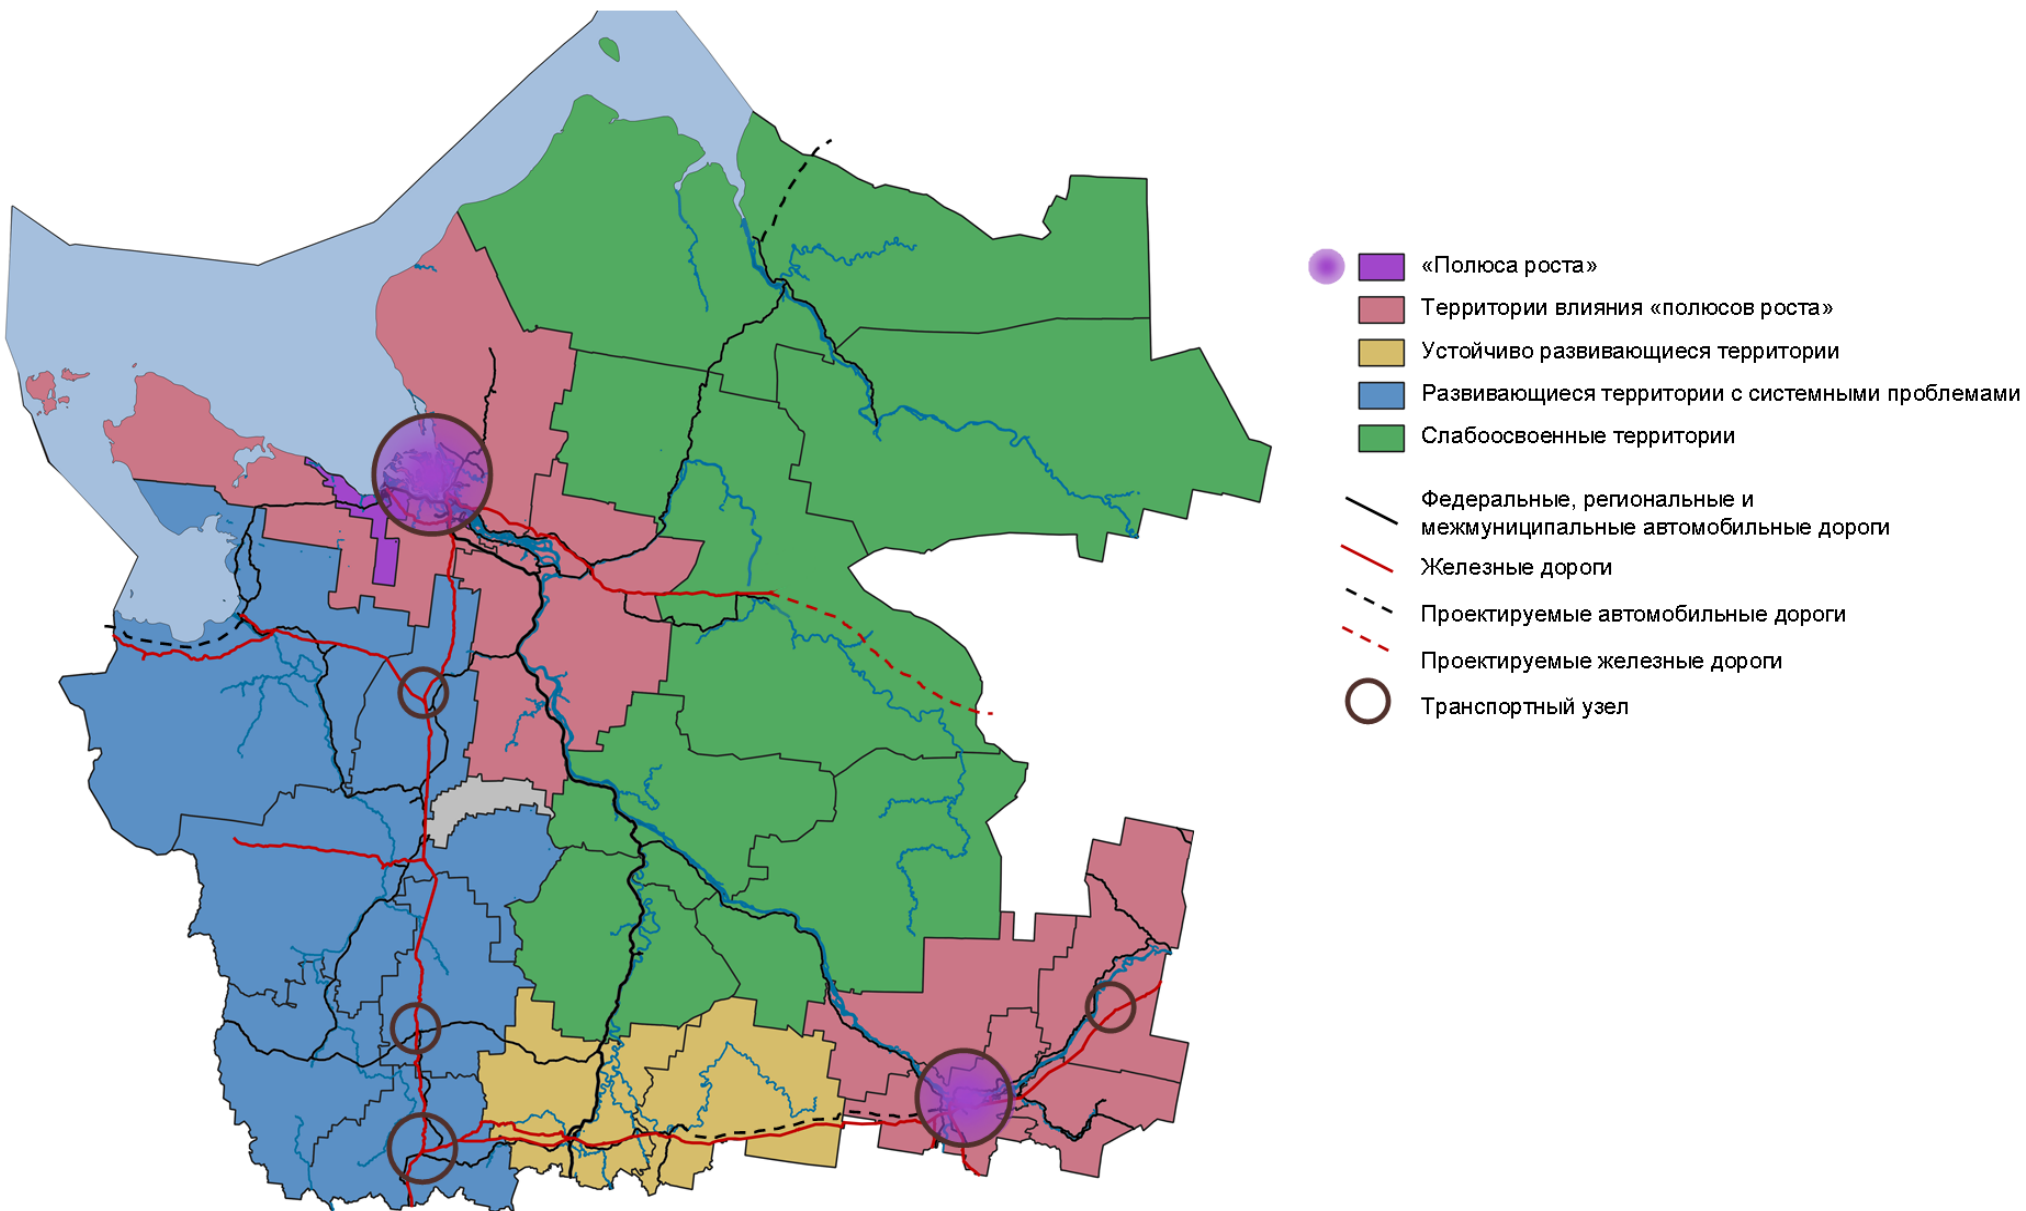 «Полюса роста»
Территории влияния «полюсов роста»
Устойчиво развивающиеся территории
Развивающиеся территории с системными проблемами
Слабоосвоенные территории
Федеральные, региональные и
межмуниципальные автомобильные дороги
Железные дороги
Проектируемые автомобильные дороги
Проектируемые железные дороги
Транспортный узел